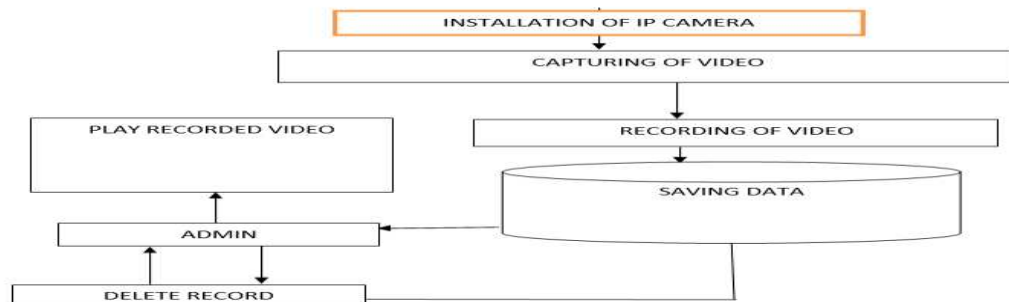 INSTALLATION OF IP CAMERA
CAPTURING OF VIDEO
PLAY RECORDED VIDEO
RECORDING OF VIDEO
SAVING DATA
ADMIN
DELETE RECORD